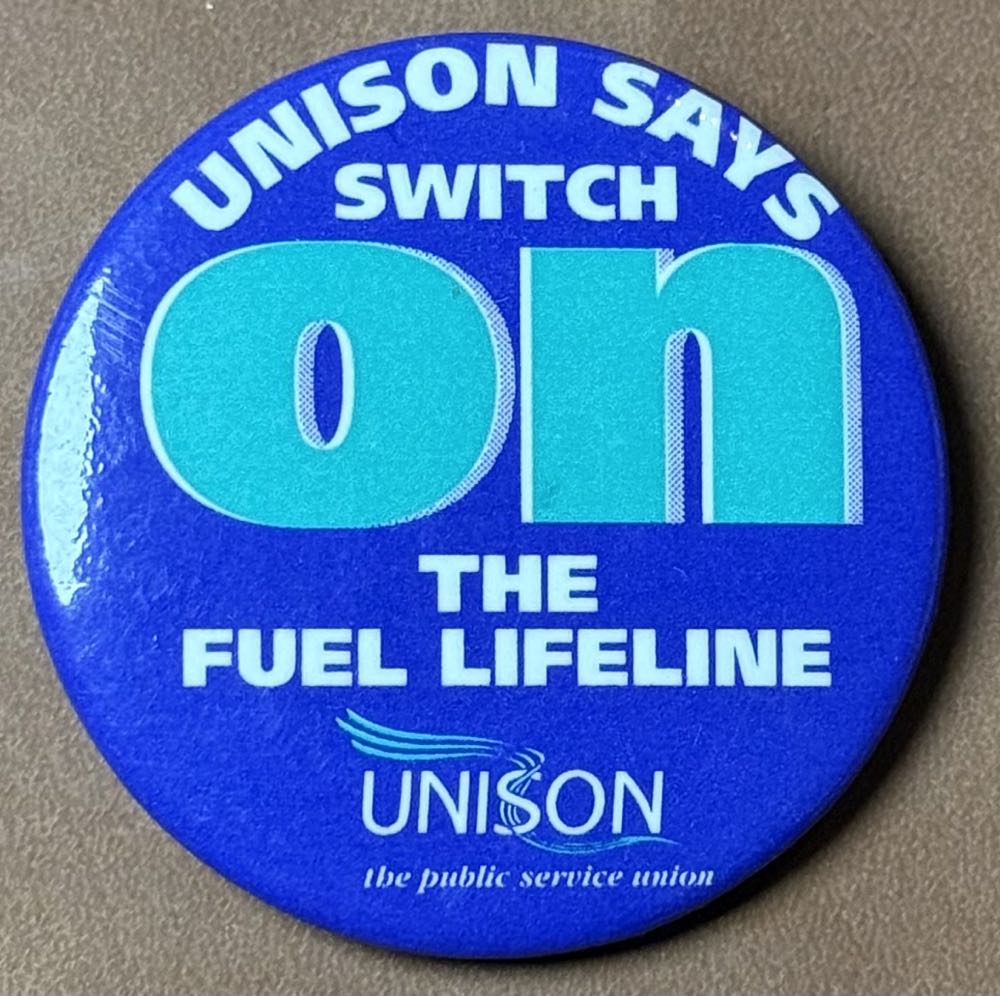 UNISON SAYS
SWITCH
on
THE
FUEL LIFELINE
UNISON
the public service union